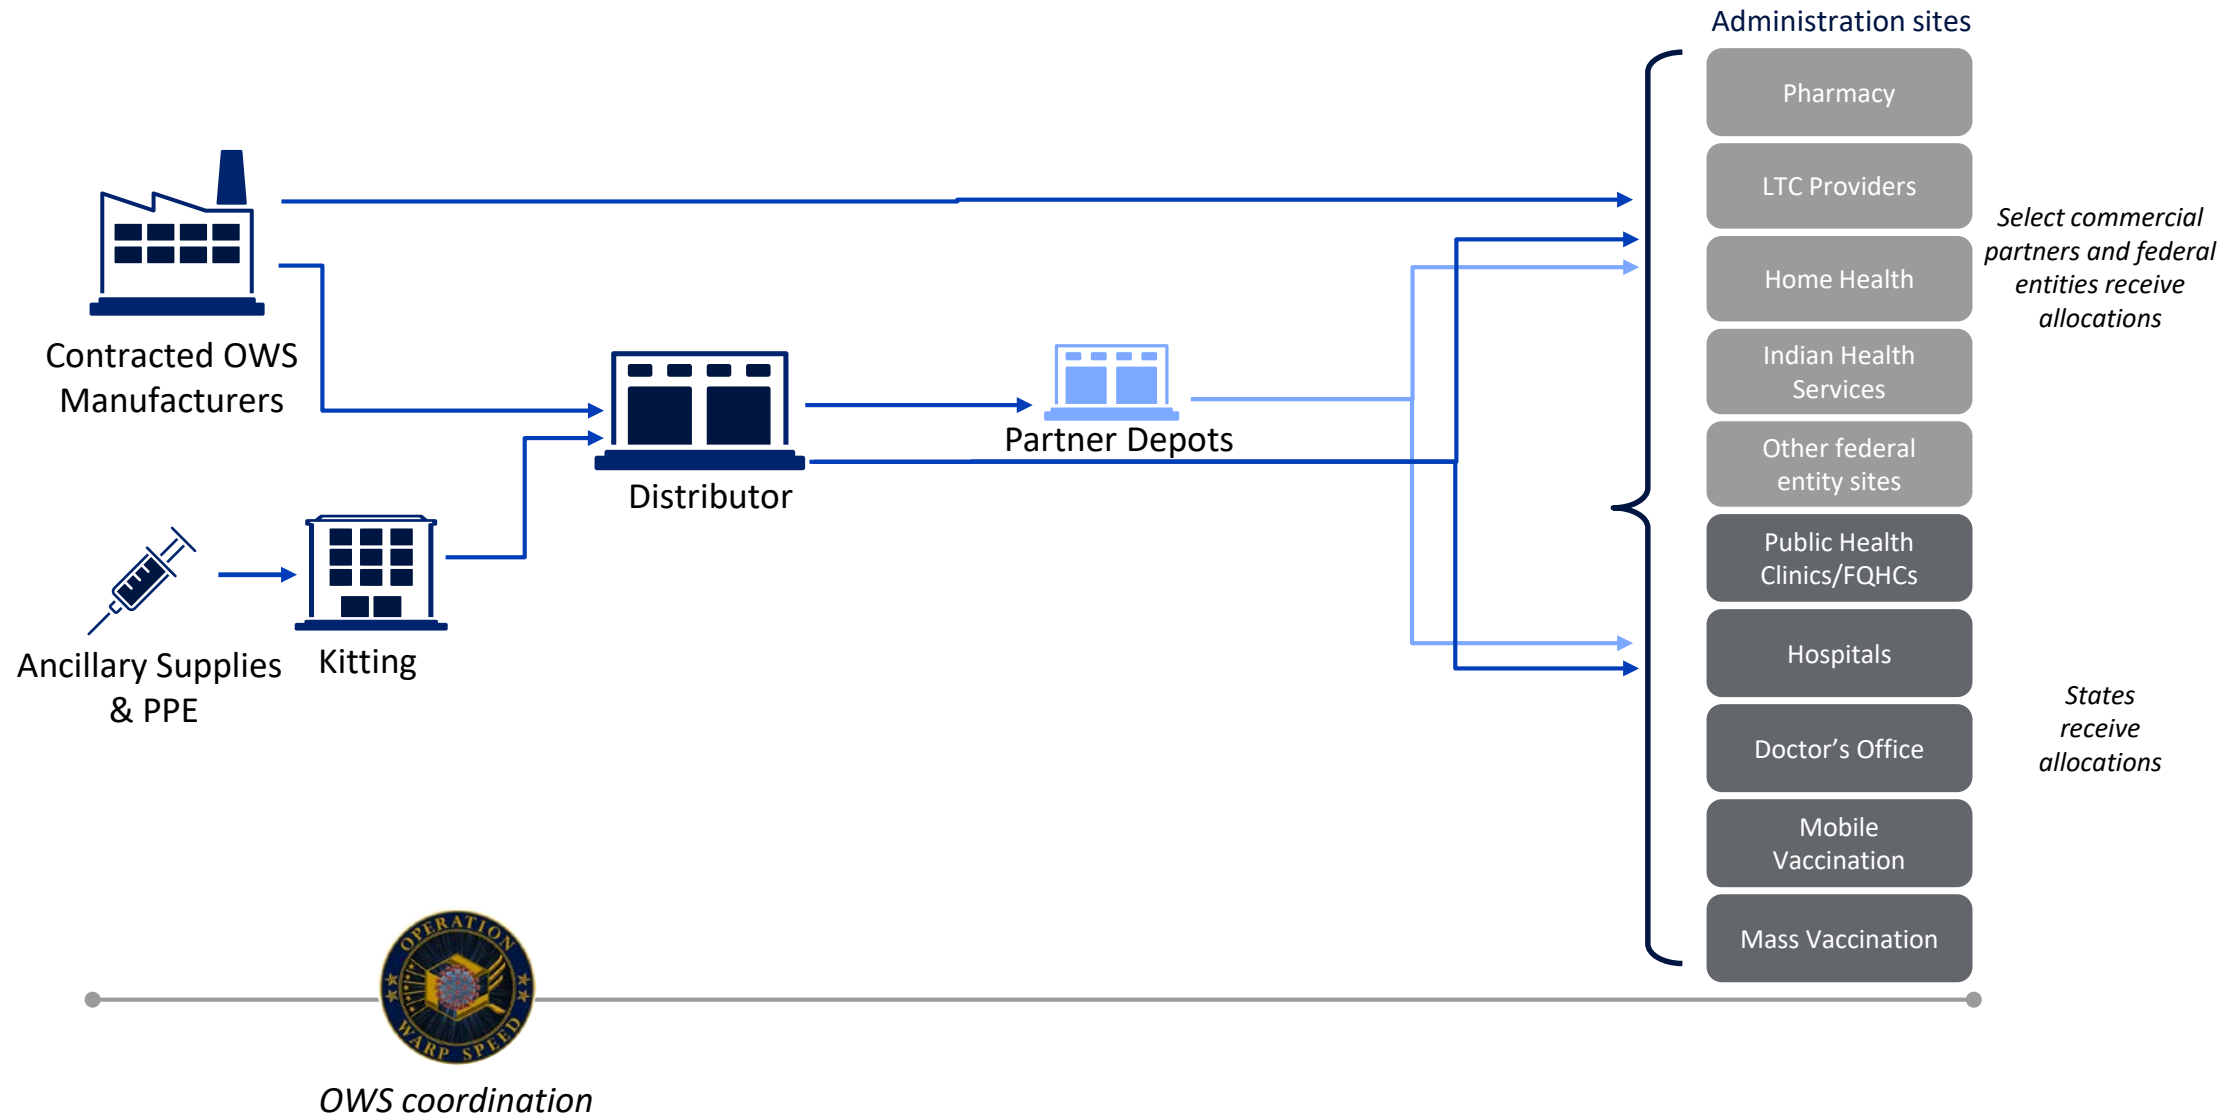 Administration sites
Pharmacy
LTC Providers
Home Health
Indian Health
Services
Other federal
entity sites
Public Health
Clinics/FQHCs
Hospitals
Doctor’s Office
Mobile
Vaccination
Mass Vaccination
Select commercial
partners and federal
entities receive
allocations
States
receive
allocations
Contracted OWS
Manufacturers
Distributor
Partner Depots
Ancillary Supplies
& PPE
Kitting
OPERATION
WARP SPEED
OWS coordination